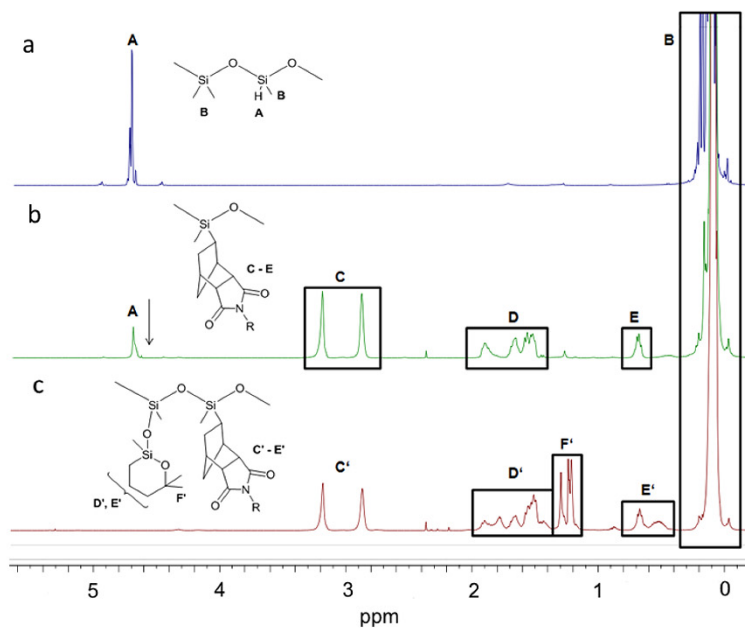 a
A
B
O
O
Si
Si
B
H
B
A
b
Si
O
C - E
O
N
R
O
A
C
D
E
c
O
O
Si
Si
O
Si
O
C' - E'
O
D', E'
F'
N
R
O
C'
D'
F'
E'
5 4 3 2 1 0
ppm